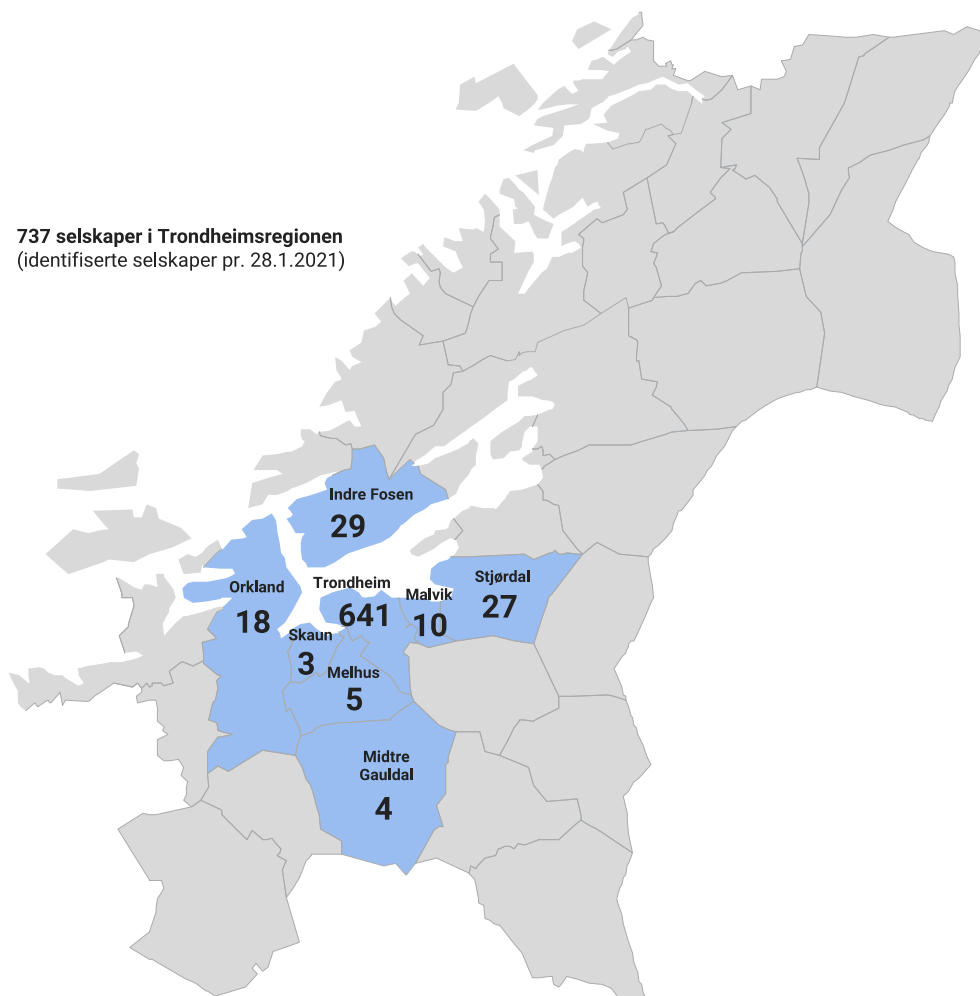 737 selskaper i Trondheimsregionen
(identifiserte selskaper pr. 28.1.2021)
Indre Fosen
29
Orkland
18
Trondheim
641
Malvik
10
Stjørdal
27
Skaun
3
Melhus
5
Midtre
Gauldal
4